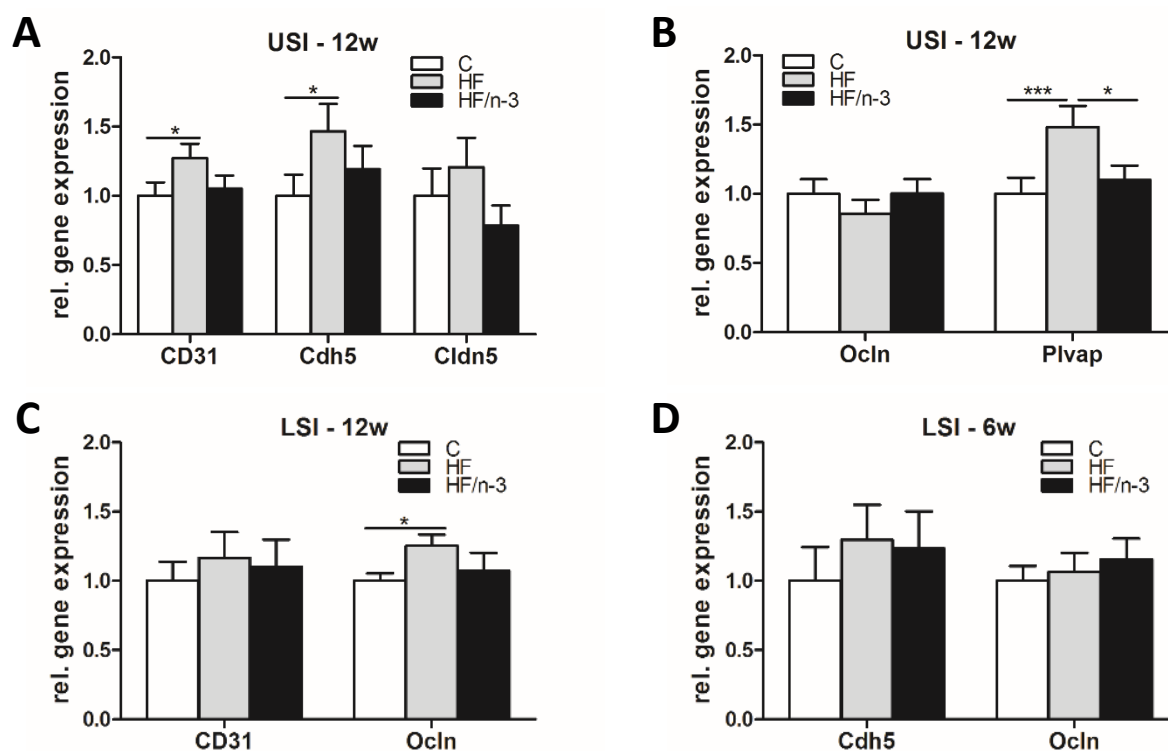 A
USI - 12w
rel. gene expression
2.0
1.5
1.0
0.5
0.0
C
HF
HF/n-3
*
*
CD31 Cdh5 Cldn5
B
USI - 12w
rel. gene expression
2.0
1.5
1.0
0.5
0.0
C
HF
HF/n-3
*** *
Ocln Plvap
C
LSI - 12w
rel. gene expression
2.0
1.5
1.0
0.5
0.0
C
HF
HF/n-3
*
CD31 Ocln
D
LSI - 6w
rel. gene expression
2.0
1.5
1.0
0.5
0.0
C
HF
HF/n-3
Cdh5 Ocln